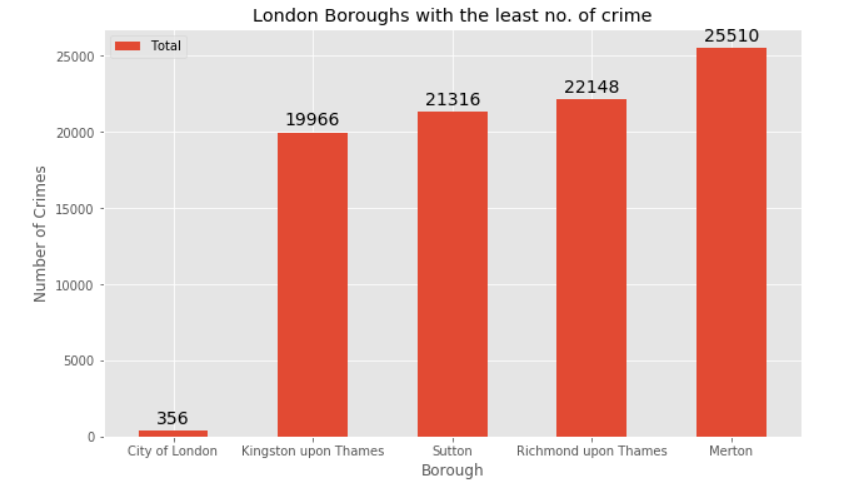 London Boroughs with the least no. of crime
Total
25510
22148
21316
19966
356
25000
20000
15000
10000
5000
0
Number of Crimes
City of London Kingston upon Thames Sutton Richmond upon Thames Merton
Borough